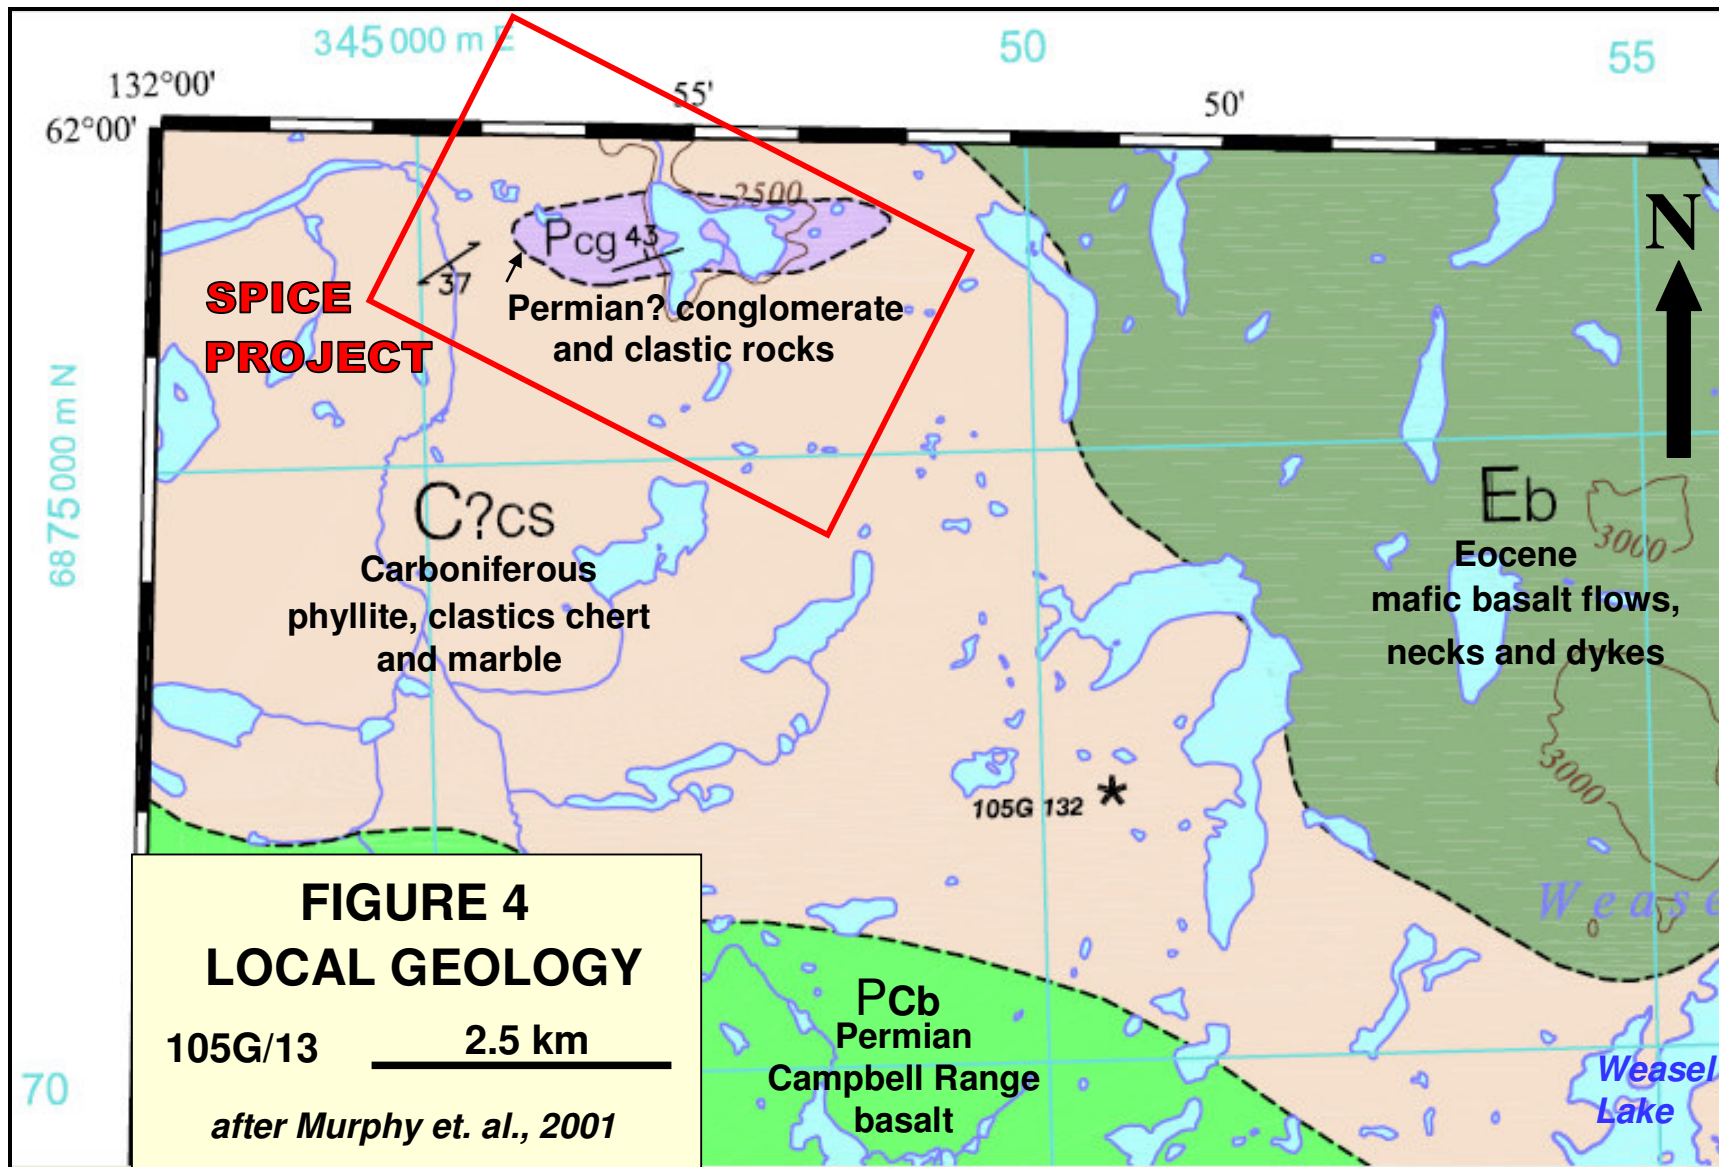 345 000 m E
50
55
132°00'
55'
50'
62°00'
N
2500
Pcg 43
37
SPICE
PROJECT
Permian? conglomerate
and clastic rocks
6875000 m N
C?cs
Carboniferous
phyllite, clastics chert
and marble
Eb
3000
Eocene
mafic basalt flows,
necks and dykes
3000
105G 132 *
Wease
FIGURE 4
LOCAL GEOLOGY
105G/13
2.5 km
after Murphy et. al., 2001
PCb
Permian
Campbell Range
basalt
70
Weasel
Lake